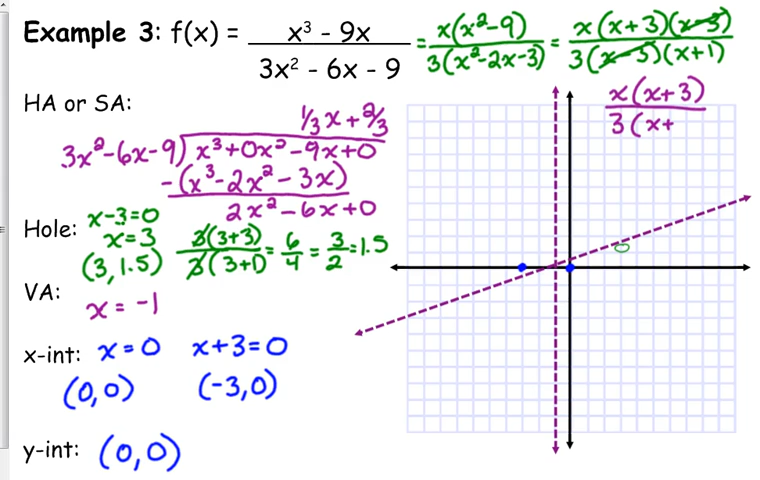 Example 3: f(x) = x³ - 9x / 3x² - 6x - 9 = x(x²-9) / 3(x²-2x-3) = x(x+3)(x-3) / 3(x-3)(x+1)
x(x+3) / 3(x+
HA or SA:
1/3x + 2/3
3x²-6x-9) x³+0x²-9x+0
-(x³-2x²-3x)
2x²-6x+0
Hole: x-3=0
x=3
(3,1.5)
3(3+3) / 3(3+1) = 6/4 = 3/2 = 1.5
VA:
x = -1
x-int: x=0 x+3=0
(0,0) (-3,0)
y-int: (0,0)